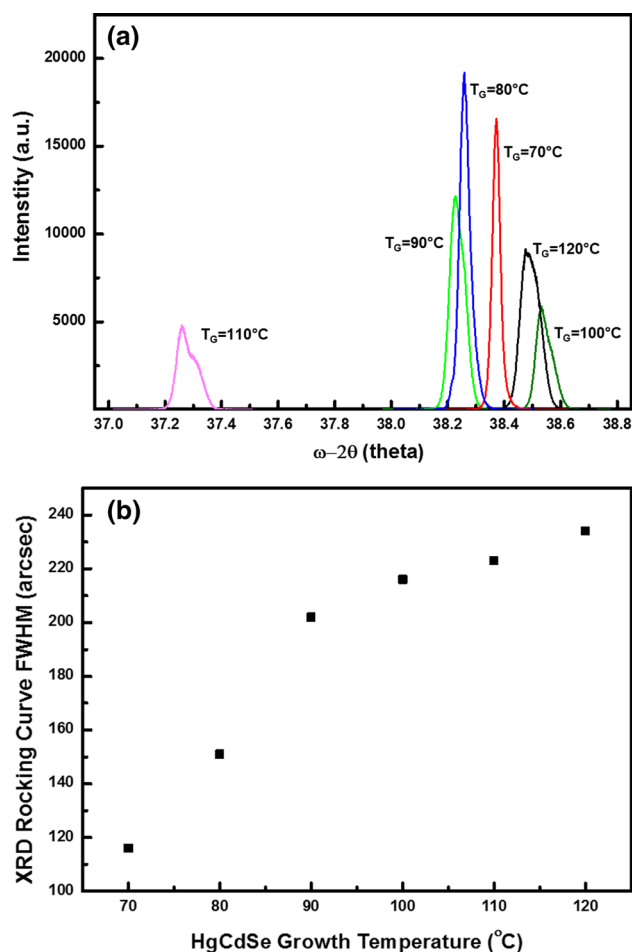 (a)
20000
15000
10000
5000
Intenstity (a.u.)
T_G=80°C
T_G=70°C
T_G=90°C
T_G=120°C
T_G=110°C
T_G=100°C
37.0 37.2 37.4 37.6 37.8 38.0 38.2 38.4 38.6 38.8
ω–2θ (theta)
(b)
240
220
200
180
160
140
120
100
XRD Rocking Curve FWHM (arcsec)
70 80 90 100 110 120
HgCdSe Growth Temperature (°C)